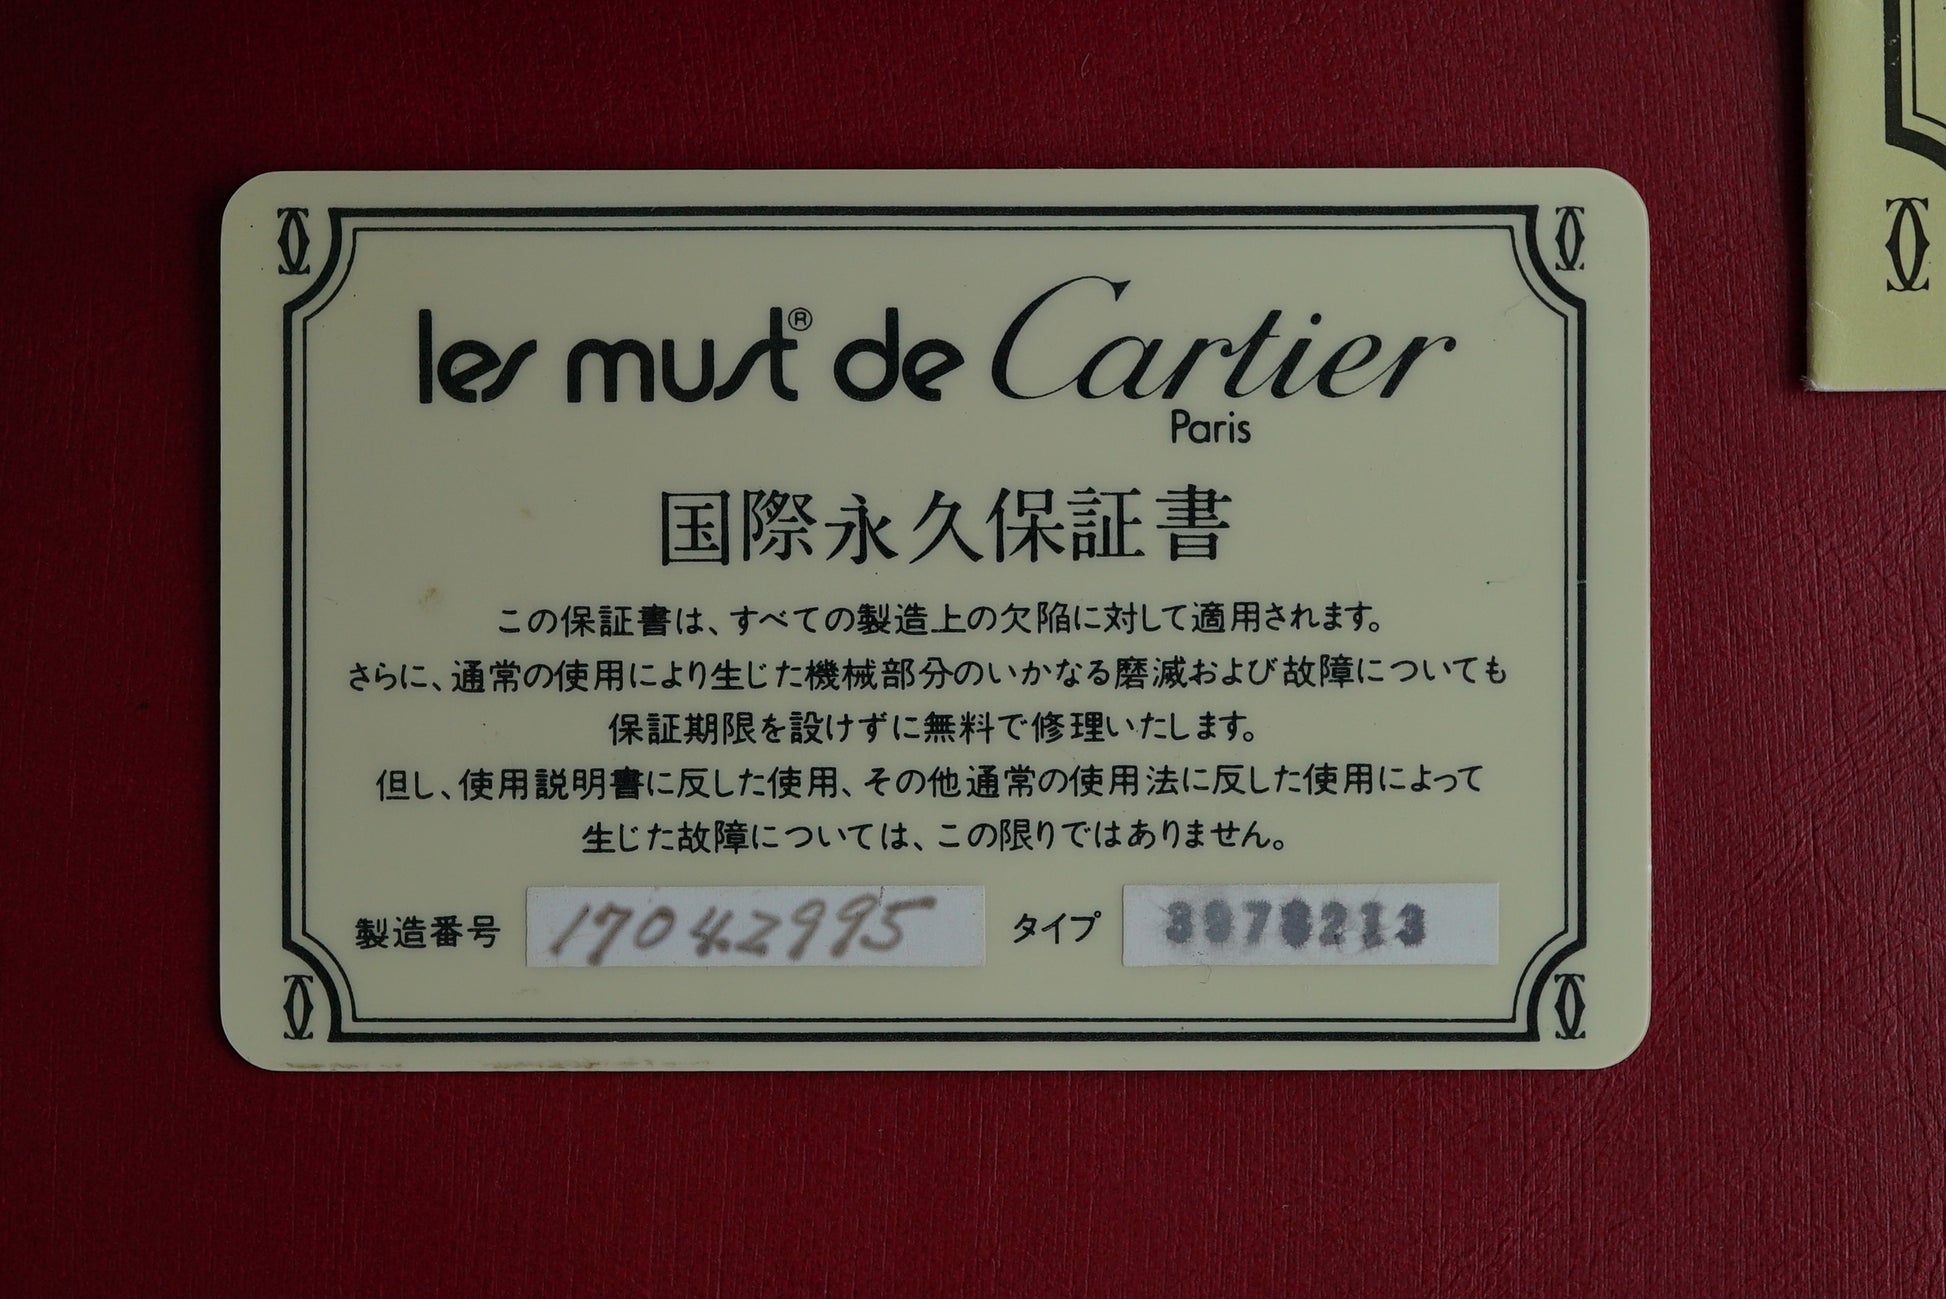 les must® de Cartier
Paris
国際永久保証書
この保証書は、すべての製造上の欠陥に対して適用されます。
さらに、通常の使用により生じた機械部分のいかなる磨滅および故障についても
保証期限を設けずに無料で修理いたします。
但し、使用説明書に反した使用、その他通常の使用法に反した使用によって
生じた故障については、この限りではありません。
製造番号 17042995 タイプ